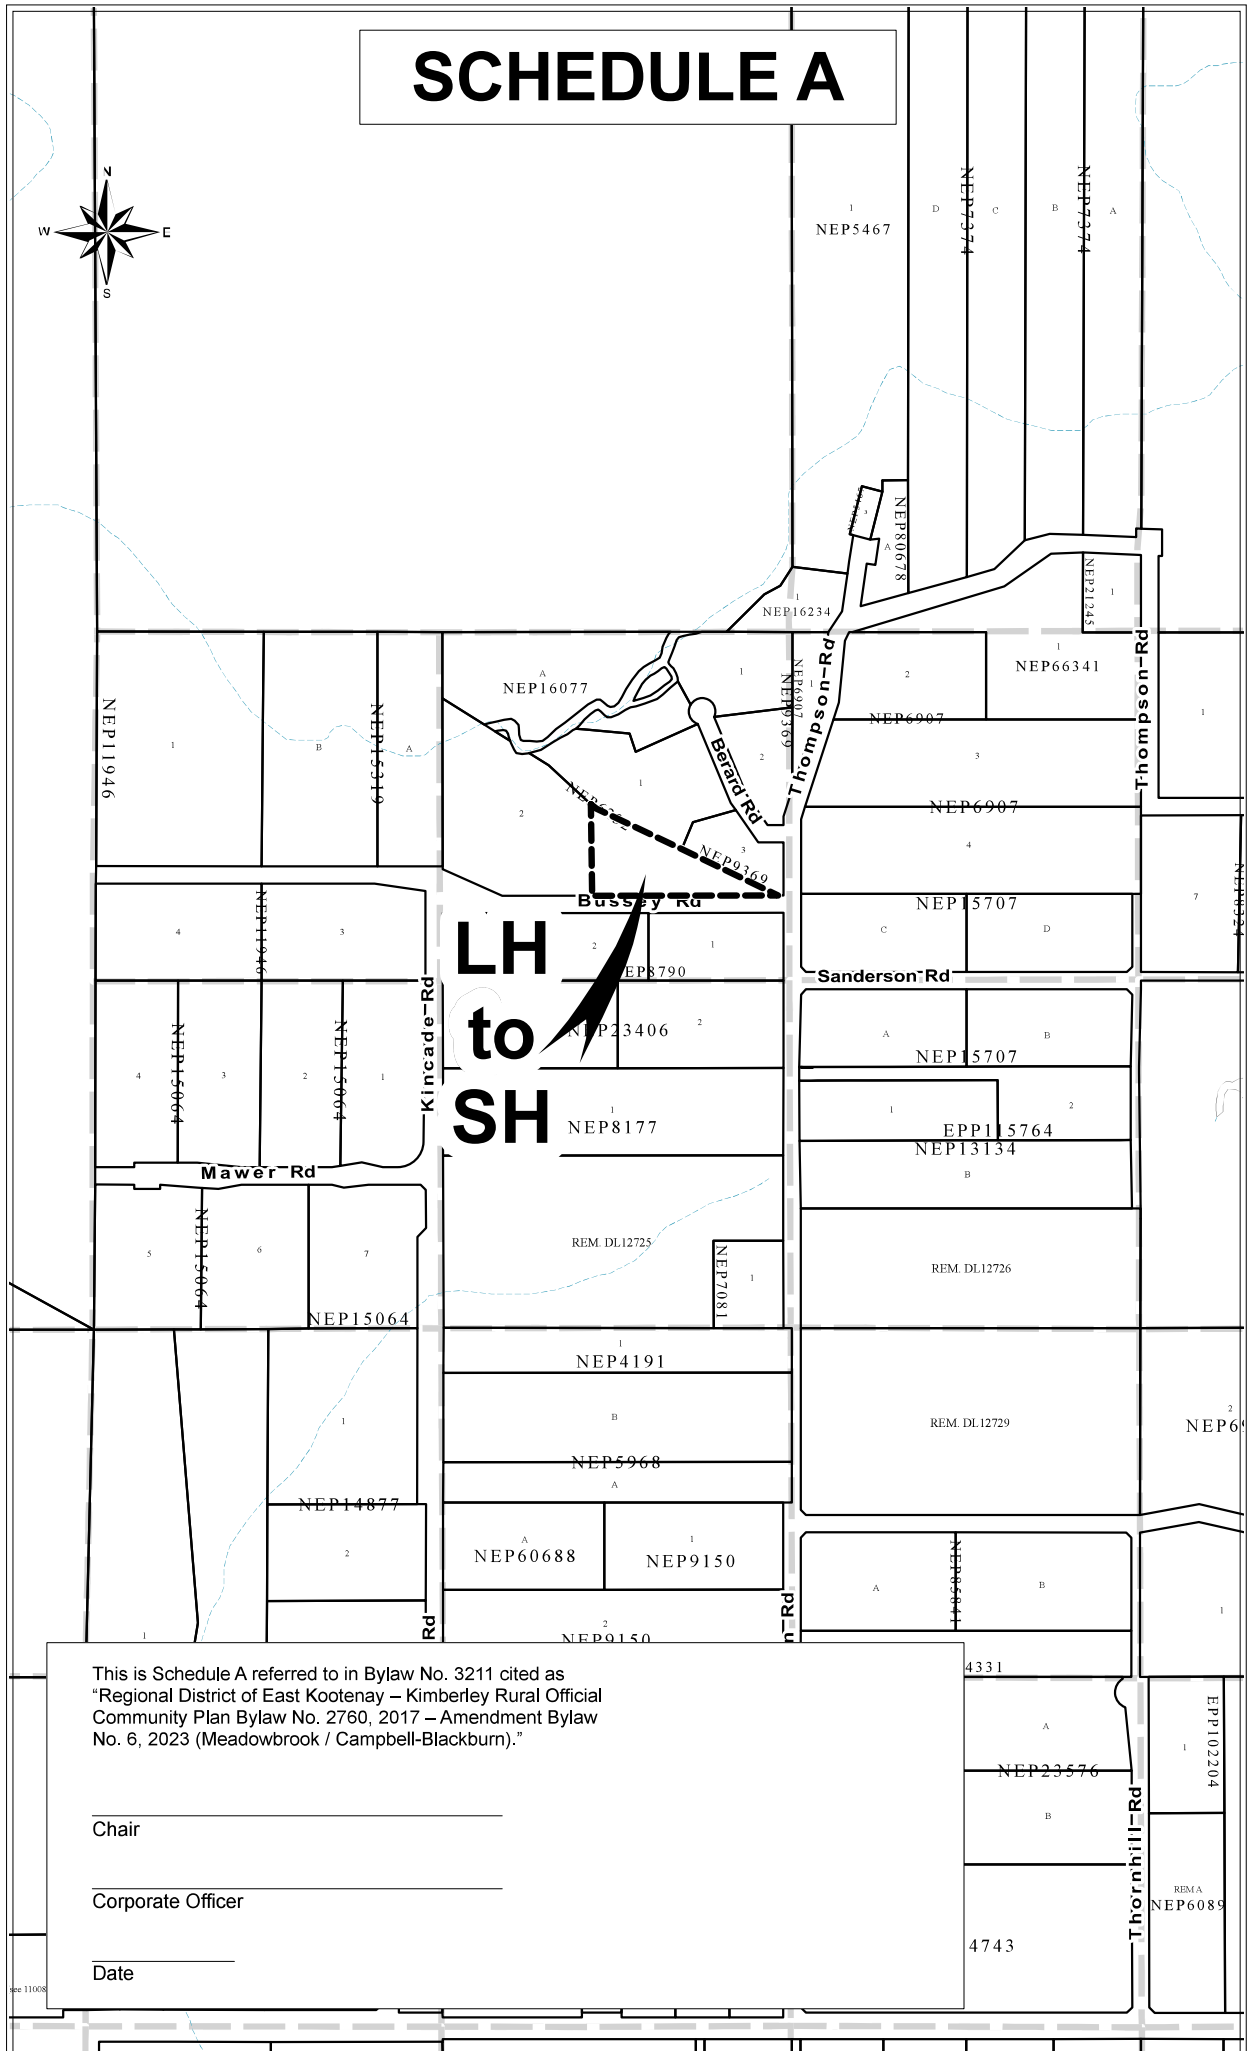 SCHEDULE A
N
W
E
S
1
NEP5467
D
NEP7374
C
B
NEP7374
A
3
A
NEP80678
1
NEP16234
NEP21245
1
NEP11946
1
B
NEP15319
A
A
NEP16077
1
NEP6907
1
NEP9369
Thompson Rd
2
NEP6907
1
NEP66341
Thompson Rd
1
2
1
2
Berard Rd
3
NEP6907
4
3
NEP9369
Bussey Rd
NEP15707
7
NEP8324
4
NEP11946
3
LH
to
SH
2
1
EP8790
C
D
Sanderson Rd
Kincade Rd
NEP23406
2
A
B
NEP15707
4
NEP15064
3
2
NEP15064
1
1
NEP8177
1
2
EPP115764
NEP13134
B
Mawer Rd
5
NEP15064
6
7
NEP15064
REM. DL12725
NEP7081
1
REM. DL12726
1
NEP4191
B
NEP5968
A
REM. DL12729
2
NEP6
1
NEP14877
2
A
NEP60688
1
NEP9150
2
NEP9150
Rd
n Rd
A
NEP85841
B
1
1
4331
A
NEP23576
B
1
EPP102204
Thornhill Rd
REM A
NEP6089
4743
see 11008
This is Schedule A referred to in Bylaw No. 3211 cited as
“Regional District of East Kootenay – Kimberley Rural Official
Community Plan Bylaw No. 2760, 2017 – Amendment Bylaw
No. 6, 2023 (Meadowbrook / Campbell-Blackburn).”
Chair
Corporate Officer
Date